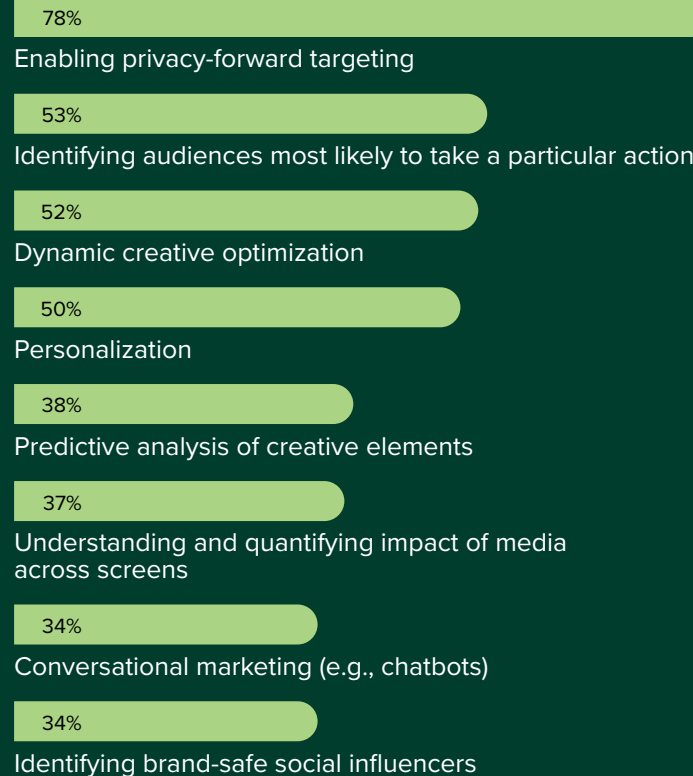 78%
Enabling privacy-forward targeting
53%
Identifying audiences most likely to take a particular action
52%
Dynamic creative optimization
50%
Personalization
38%
Predictive analysis of creative elements
37%
Understanding and quantifying impact of media
across screens
34%
Conversational marketing (e.g., chatbots)
34%
Identifying brand-safe social influencers